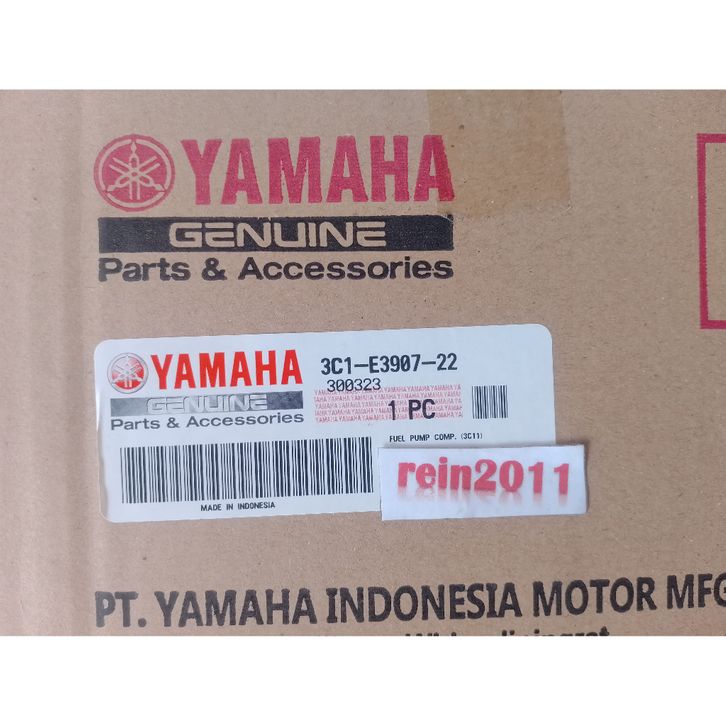 YAMAHA
GENUINE
Parts & Accessories
YAMAHA
GENUINE
Parts & Accessories
3C1-E3907-22
300323
1 PC
FUEL PUMP COMP. (3C11)
MADE IN INDONESIA
rein2011
PT. YAMAHA INDONESIA MOTOR MFG